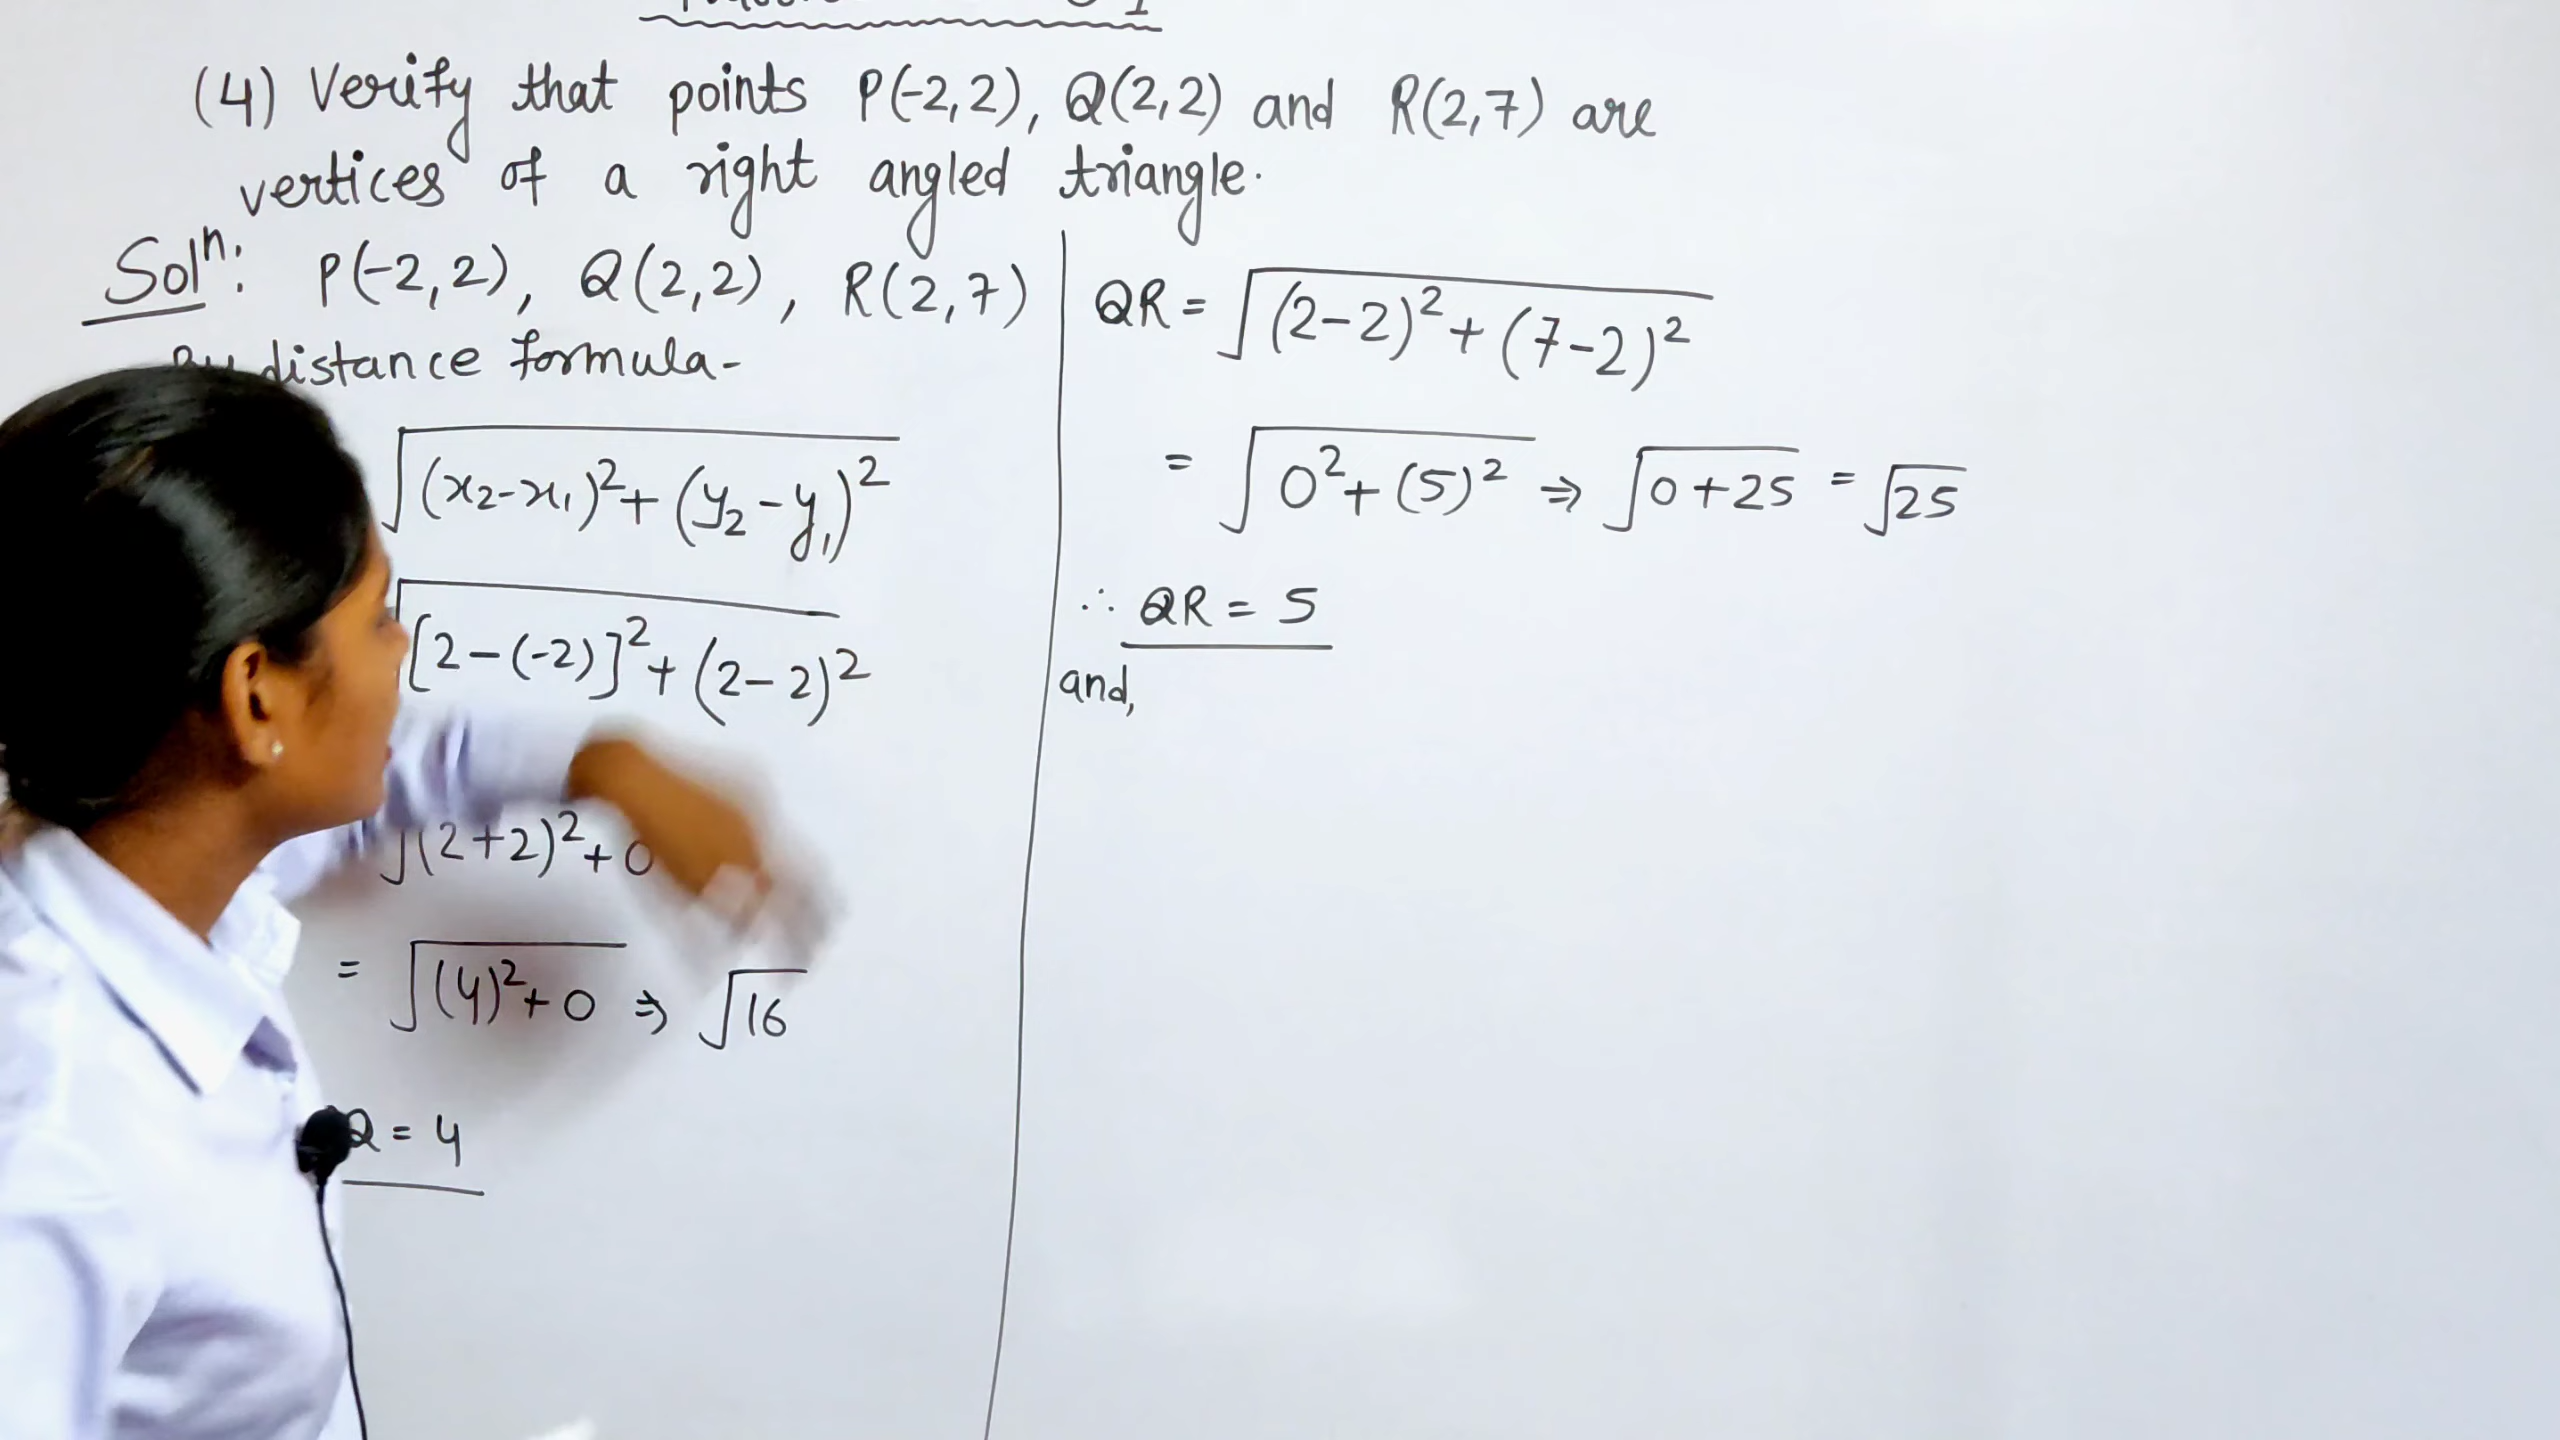 (4) Verify that points P(-2,2), Q(2,2) and R(2,7) are
vertices of a right angled triangle.
Solⁿ: P(-2,2), Q(2,2), R(2,7)
distance formula-
√(x₂-x₁)²+(y₂-y₁)²
[2-(-2)]²+(2-2)²
√(2+2)²+0
= √(4)²+0 ⇒ √16
Q = 4
QR = √(2-2)²+(7-2)²
= √0²+(5)² ⇒ √0+25 = √25
∴ QR = 5
and,